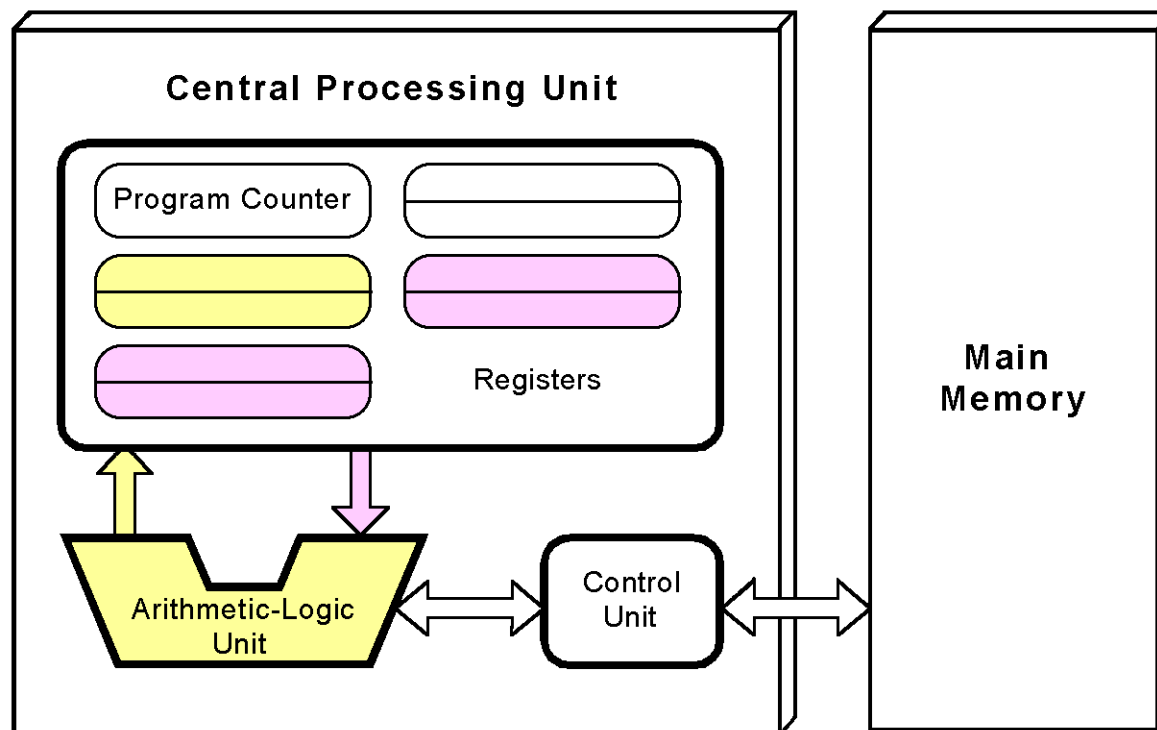 Central Processing Unit
Program Counter
Registers
Main
Memory
Arithmetic-Logic
Unit
Control
Unit